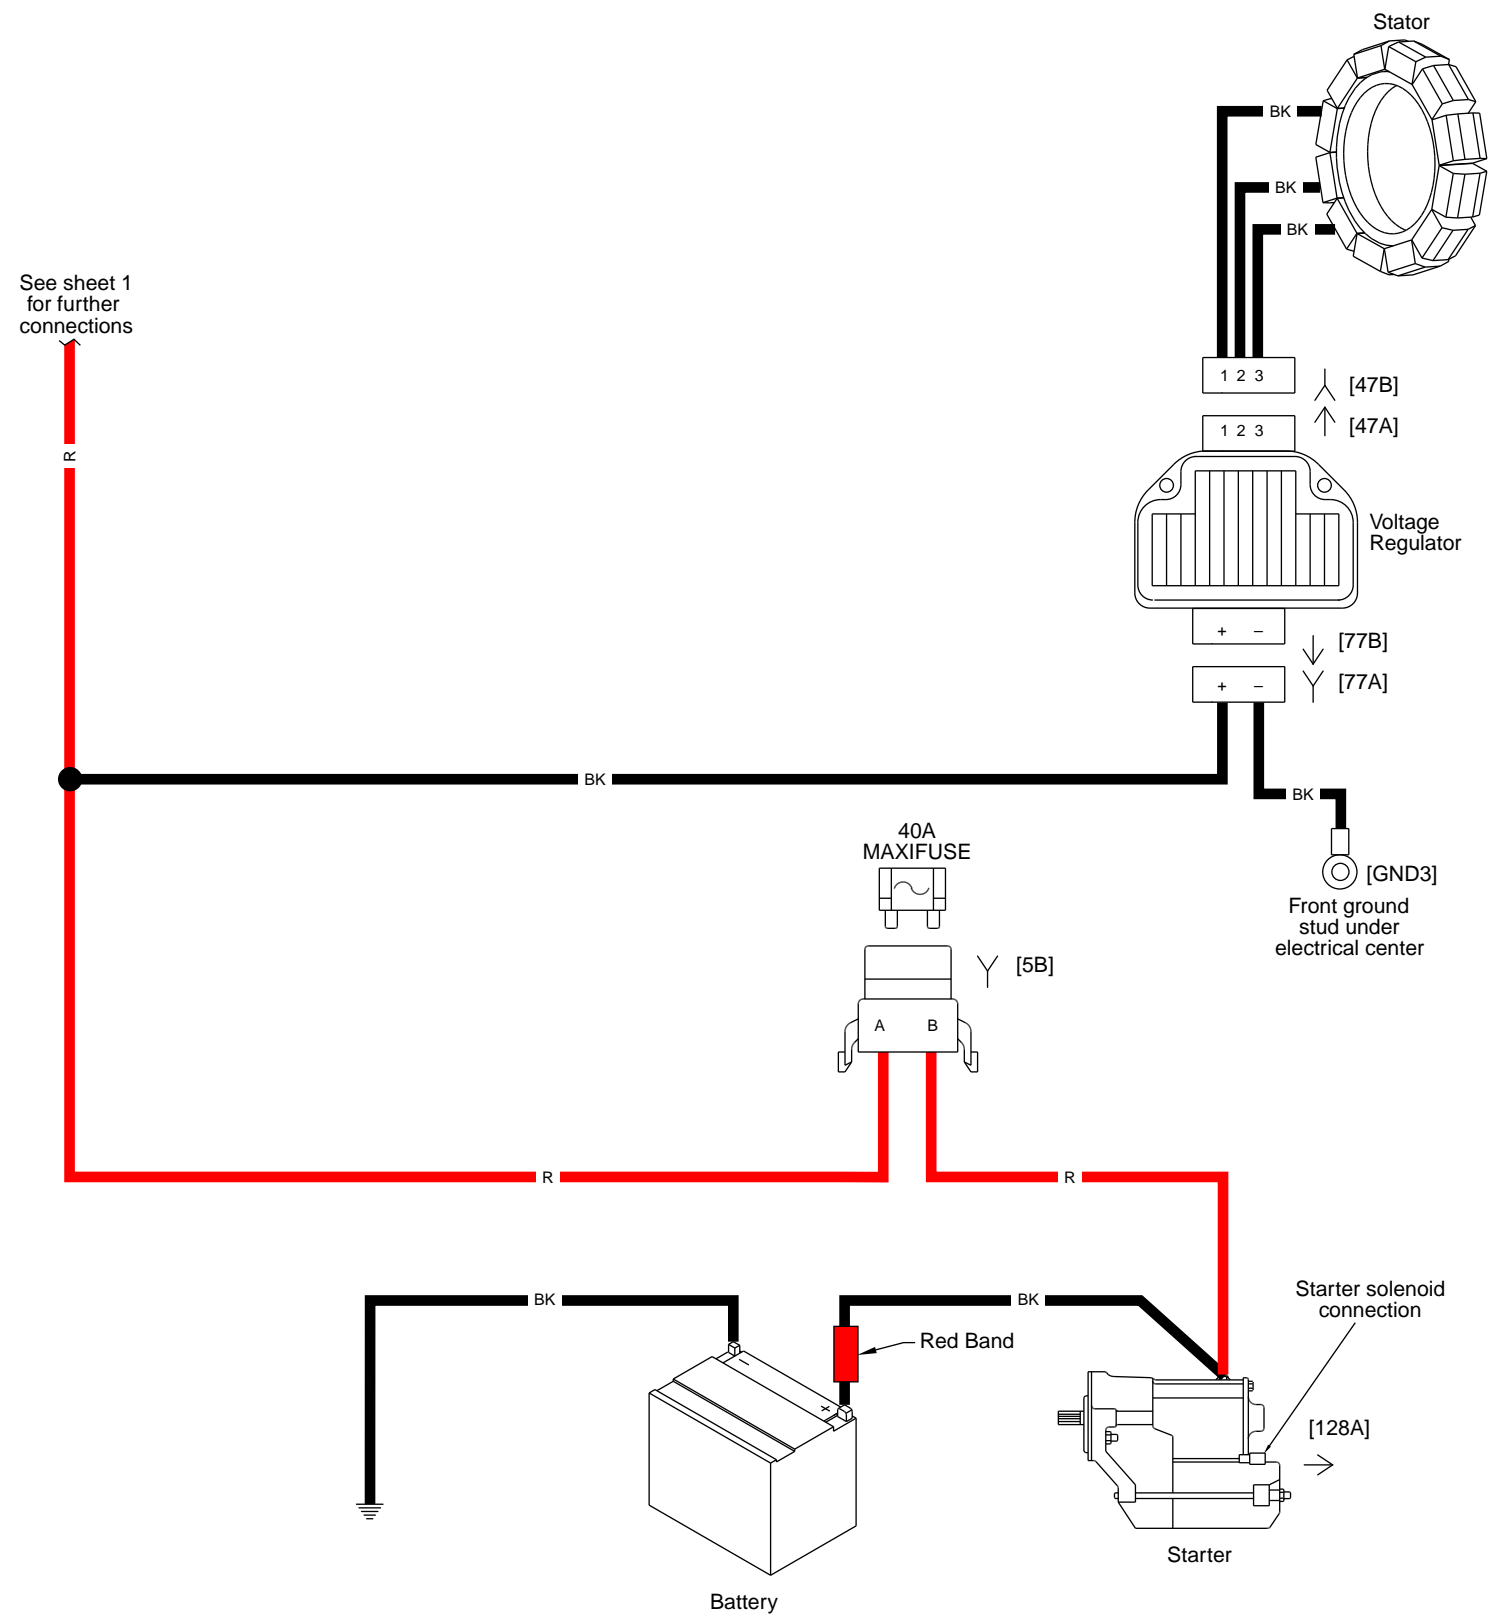 Stator
BK
BK
BK
See sheet 1
for further
connections
1 2 3
[47B]
1 2 3
[47A]
R
Voltage
Regulator
+ –
[77B]
+ –
[77A]
BK
BK
40A
MAXIFUSE
[GND3]
Front ground
stud under
electrical center
[5B]
A B
R
R
BK
BK
Starter solenoid
connection
Red Band
–
+
[128A]
Starter
Battery